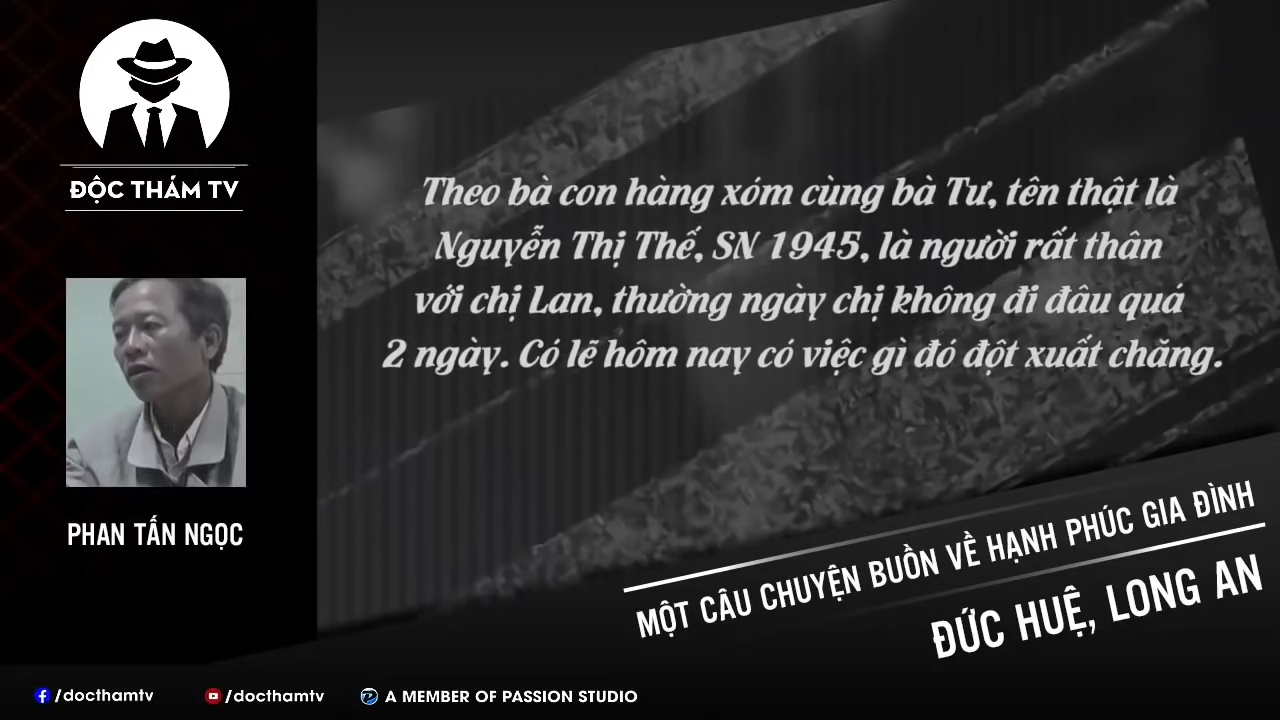 ĐỘC THÁM TV
PHAN TẤN NGỌC
Theo bà con hàng xóm cùng bà Tư, tên thật là
Nguyễn Thị Thế, SN 1945, là người rất thân
với chị Lan, thường ngày chị không đi đâu quá
2 ngày. Có lẽ hôm nay có việc gì đó đột xuất chăng.
MỘT CÂU CHUYỆN BUỒN VỀ HẠNH PHÚC GIA ĐÌNH
ĐỨC HUỆ, LONG AN
/docthamtv
/docthamtv
A MEMBER OF PASSION STUDIO